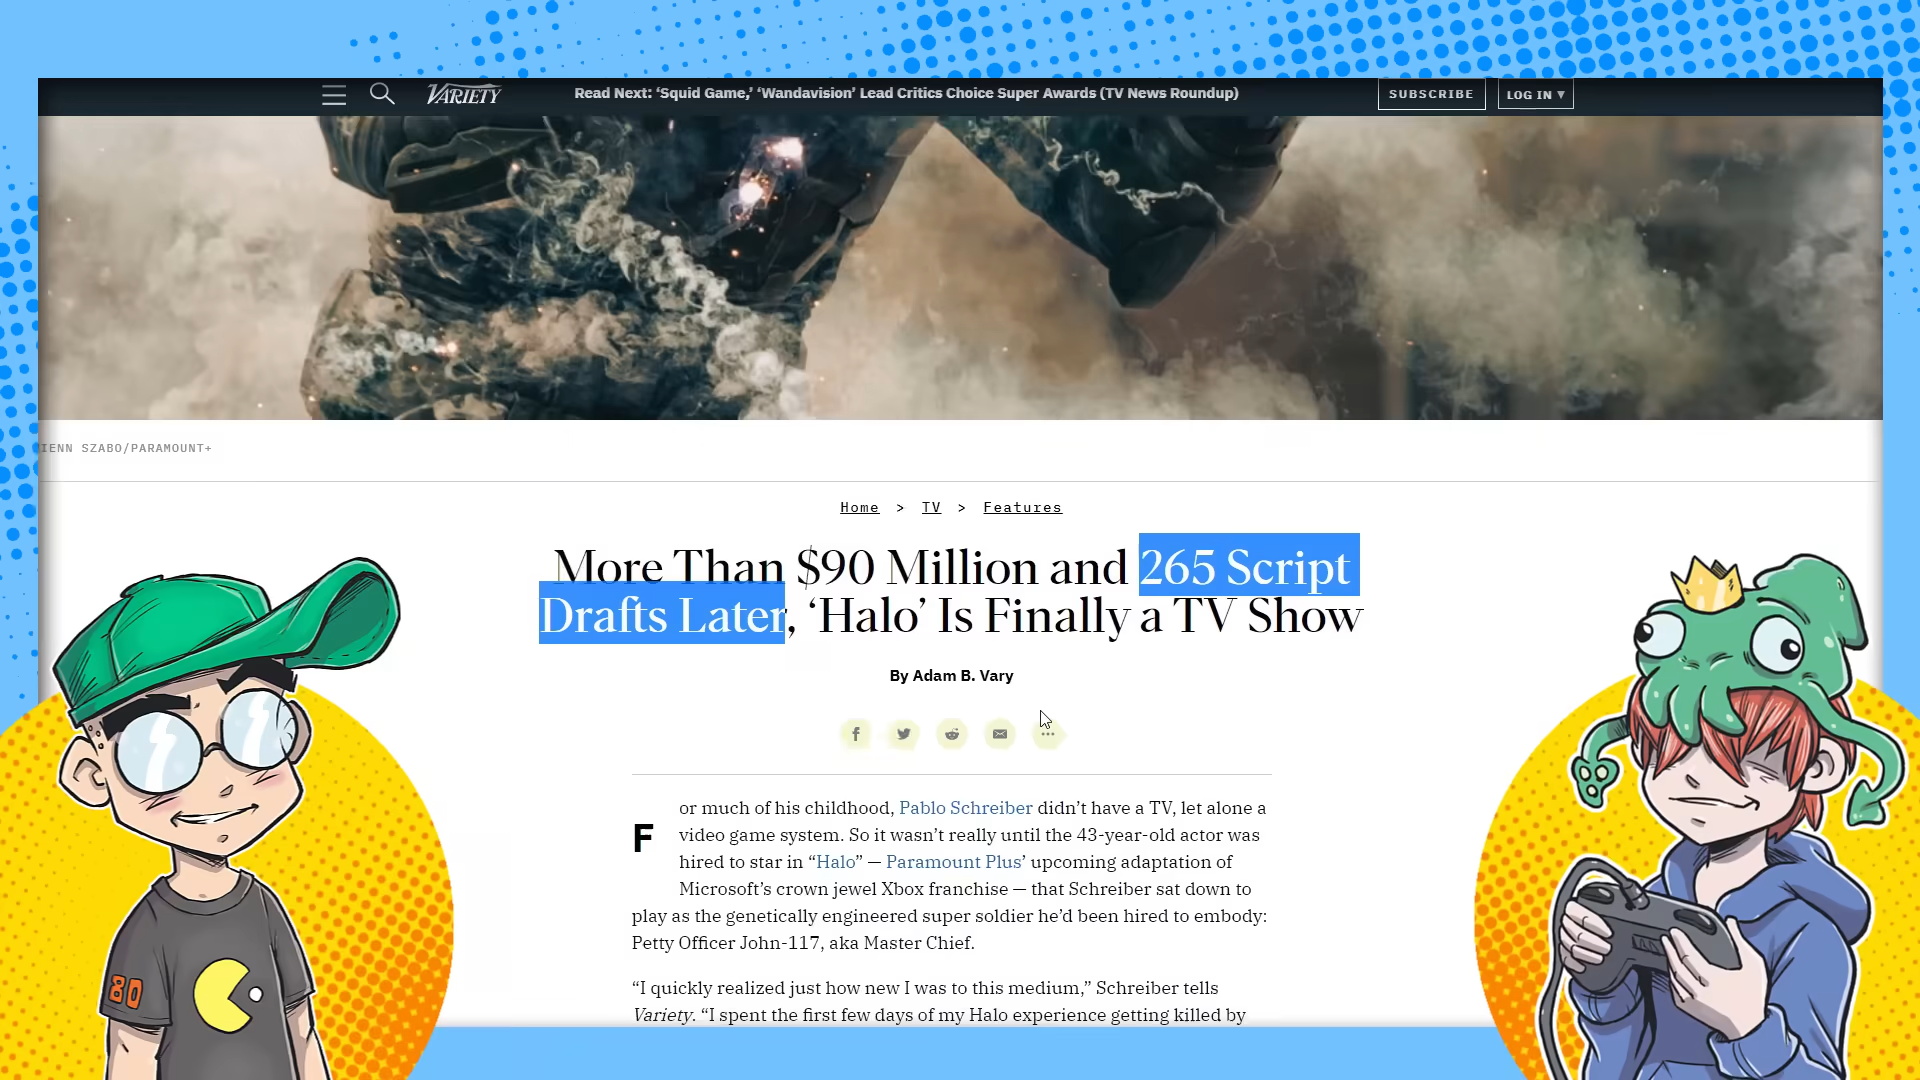 VARIETY
Read Next: ‘Squid Game,’ ‘Wandavision’ Lead Critics Choice Super Awards (TV News Roundup)
SUBSCRIBE
LOG IN ▾
IENN SZABO/PARAMOUNT+
Home > TV > Features
More Than $90 Million and 265 Script
Drafts Later, ‘Halo’ Is Finally a TV Show
By Adam B. Vary
For much of his childhood, Pablo Schreiber didn’t have a TV, let alone a
video game system. So it wasn’t really until the 43-year-old actor was
hired to star in “Halo” — Paramount Plus’ upcoming adaptation of
Microsoft’s crown jewel Xbox franchise — that Schreiber sat down to
play as the genetically engineered super soldier he’d been hired to embody:
Petty Officer John-117, aka Master Chief.
“I quickly realized just how new I was to this medium,” Schreiber tells
Variety. “I spent the first few days of my Halo experience getting killed by
80